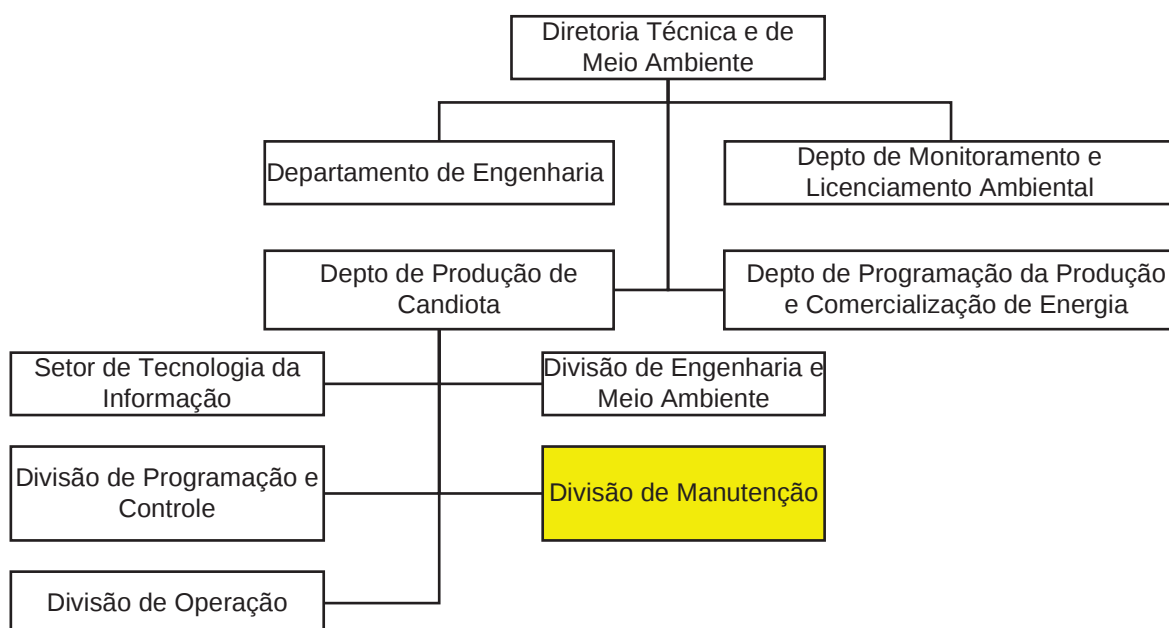 Diretoria Técnica e de
Meio Ambiente
Departamento de Engenharia
Depto de Monitoramento e
Licenciamento Ambiental
Depto de Produção de
Candiota
Depto de Programação da Produção
e Comercialização de Energia
Setor de Tecnologia da
Informação
Divisão de Engenharia e
Meio Ambiente
Divisão de Programação e
Controle
Divisão de Manutenção
Divisão de Operação